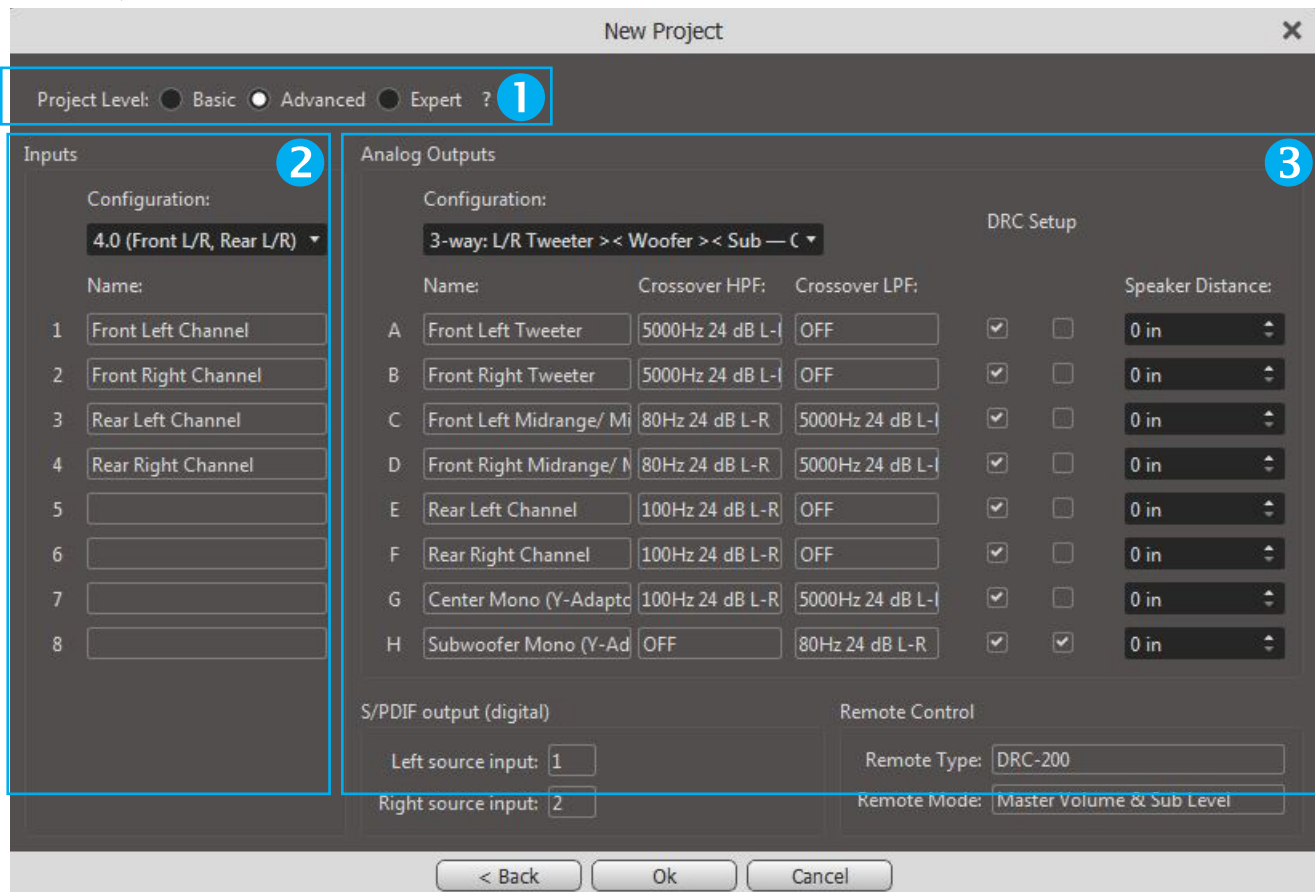 New Project
Project Level: Basic Advanced Expert ? 1
Inputs 2
Configuration:
4.0 (Front L/R, Rear L/R)
Name:
1 Front Left Channel
2 Front Right Channel
3 Rear Left Channel
4 Rear Right Channel
5
6
7
8
Analog Outputs 3
Configuration:
3-way: L/R Tweeter >< Woofer >< Sub — C
DRC Setup
Name: Crossover HPF: Crossover LPF: Speaker Distance:
A Front Left Tweeter 5000Hz 24 dB L-I OFF 0 in
B Front Right Tweeter 5000Hz 24 dB L-I OFF 0 in
C Front Left Midrange/ Mi 80Hz 24 dB L-R 5000Hz 24 dB L-I 0 in
D Front Right Midrange/ M 80Hz 24 dB L-R 5000Hz 24 dB L-I 0 in
E Rear Left Channel 100Hz 24 dB L-R OFF 0 in
F Rear Right Channel 100Hz 24 dB L-R OFF 0 in
G Center Mono (Y-Adapto 100Hz 24 dB L-R 5000Hz 24 dB L-I 0 in
H Subwoofer Mono (Y-Ad OFF 80Hz 24 dB L-R 0 in
S/PDIF output (digital)
Left source input: 1
Right source input: 2
Remote Control
Remote Type: DRC-200
Remote Mode: Master Volume & Sub Level
< Back Ok Cancel